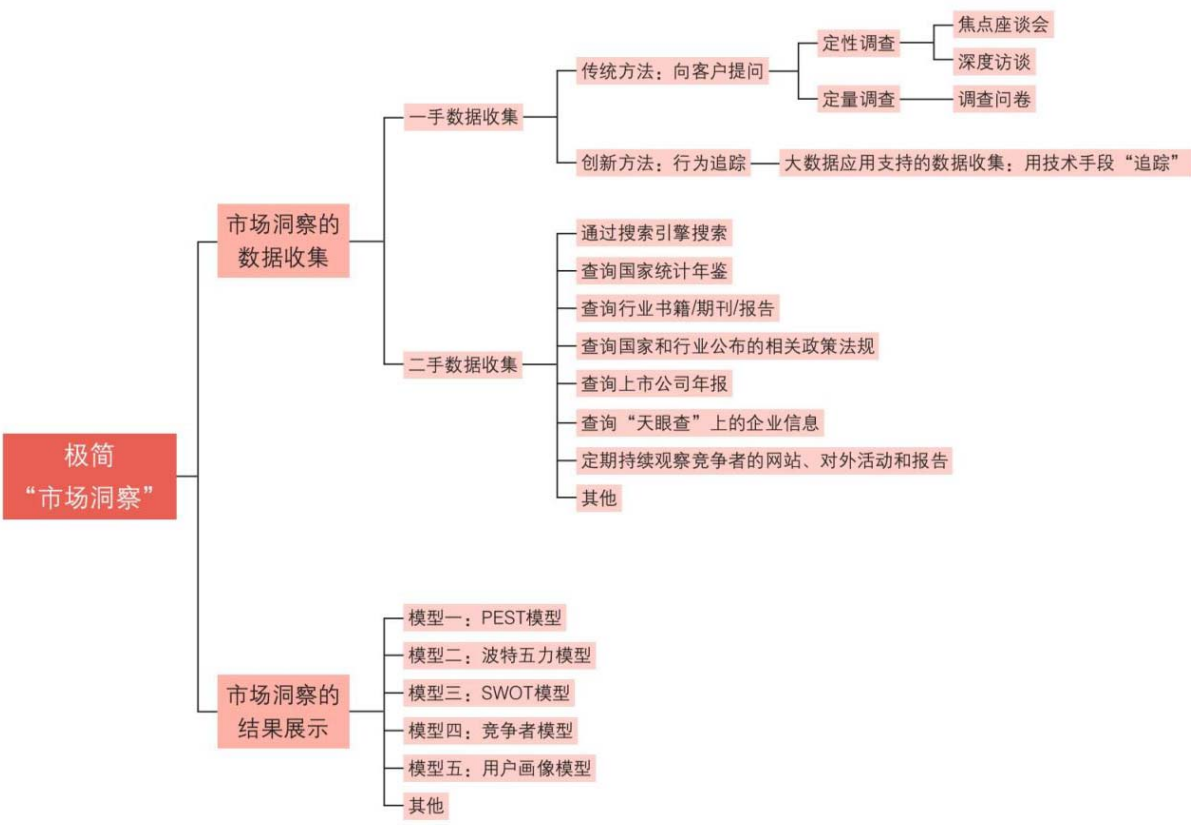 极简
“市场洞察”
市场洞察的
数据收集
一手数据收集
传统方法：向客户提问
定性调查
焦点座谈会
深度访谈
定量调查
调查问卷
创新方法：行为追踪
大数据应用支持的数据收集：用技术手段“追踪”
二手数据收集
通过搜索引擎搜索
查询国家统计年鉴
查询行业书籍/期刊/报告
查询国家和行业公布的相关政策法规
查询上市公司年报
查询“天眼查”上的企业信息
定期持续观察竞争者的网站、对外活动和报告
其他
市场洞察的
结果展示
模型一：PEST模型
模型二：波特五力模型
模型三：SWOT模型
模型四：竞争者模型
模型五：用户画像模型
其他